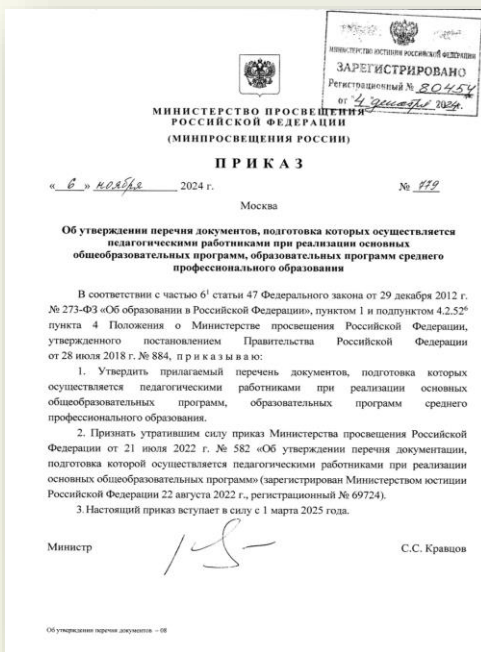 МИНИСТЕРСТВО ЮСТИЦИИ РОССИЙСКОЙ ФЕДЕРАЦИИ
ЗАРЕГИСТРИРОВАНО
Регистрационный № 80454
от "4" декабря 2024.
МИНИСТЕРСТВО ПРОСВЕЩЕНИЯ
РОССИЙСКОЙ ФЕДЕРАЦИИ
(МИНПРОСВЕЩЕНИЯ РОССИИ)
ПРИКАЗ
« 6 » ноября 2024 г. № 779
Москва
Об утверждении перечня документов, подготовка которых осуществляется
педагогическими работниками при реализации основных
общеобразовательных программ, образовательных программ среднего
профессионального образования
В соответствии с частью 6¹ статьи 47 Федерального закона от 29 декабря 2012 г.
№ 273-ФЗ «Об образовании в Российской Федерации», пунктом 1 и подпунктом 4.2.52⁶
пункта 4 Положения о Министерстве просвещения Российской Федерации,
утвержденного постановлением Правительства Российской Федерации
от 28 июля 2018 г. № 884, приказываю:
1. Утвердить прилагаемый перечень документов, подготовка которых
осуществляется педагогическими работниками при реализации основных
общеобразовательных программ, образовательных программ среднего
профессионального образования.
2. Признать утратившим силу приказ Министерства просвещения Российской
Федерации от 21 июля 2022 г. № 582 «Об утверждении перечня документации,
подготовка которой осуществляется педагогическими работниками при реализации
основных общеобразовательных программ» (зарегистрирован Министерством юстиции
Российской Федерации 22 августа 2022 г., регистрационный № 69724).
3. Настоящий приказ вступает в силу с 1 марта 2025 года.
Министр С.С. Кравцов
Об утверждении перечня документов – 08